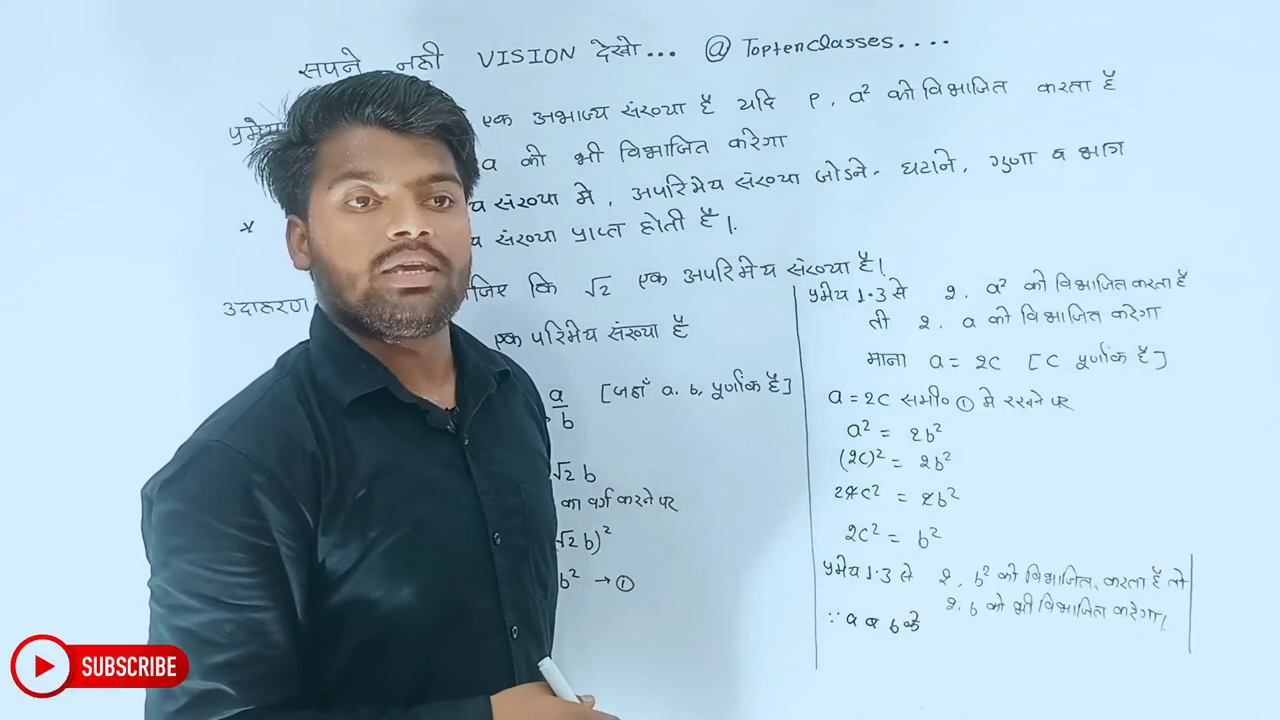 सपने नही VISION देखो... @ Toptenclasses....
प्रमेय एक अभाज्य संख्या है यदि P, a² को विभाजित करता है
a को भी विभाजित करेगा
* य संख्या मे, अपरिमेय संख्या जोडने, घटाने, गुणा व भाग
य संख्या प्राप्त होती है।
उदाहरण जिए कि √2 एक अपरिमेय संख्या है।
एक परिमेय संख्या है
a/b [जहाँ a, b, पूर्णांक है]
√2 b
का वर्ग करने पर
√2 b)²
b² → ①
प्रमेय 1.3 से 2, a² को विभाजित करता है
तो 2, a को विभाजित करेगा
माना a = 2c [c पूर्णांक है]
a = 2c समी० ① मे रखने पर
a² = 2b²
(2c)² = 2b²
24c² = 2b²
2c² = b²
प्रमेय 1.3 से 2, b² को विभाजित, करता है तो
2, b को भी विभाजित करेगा।
∵ a व b के
SUBSCRIBE